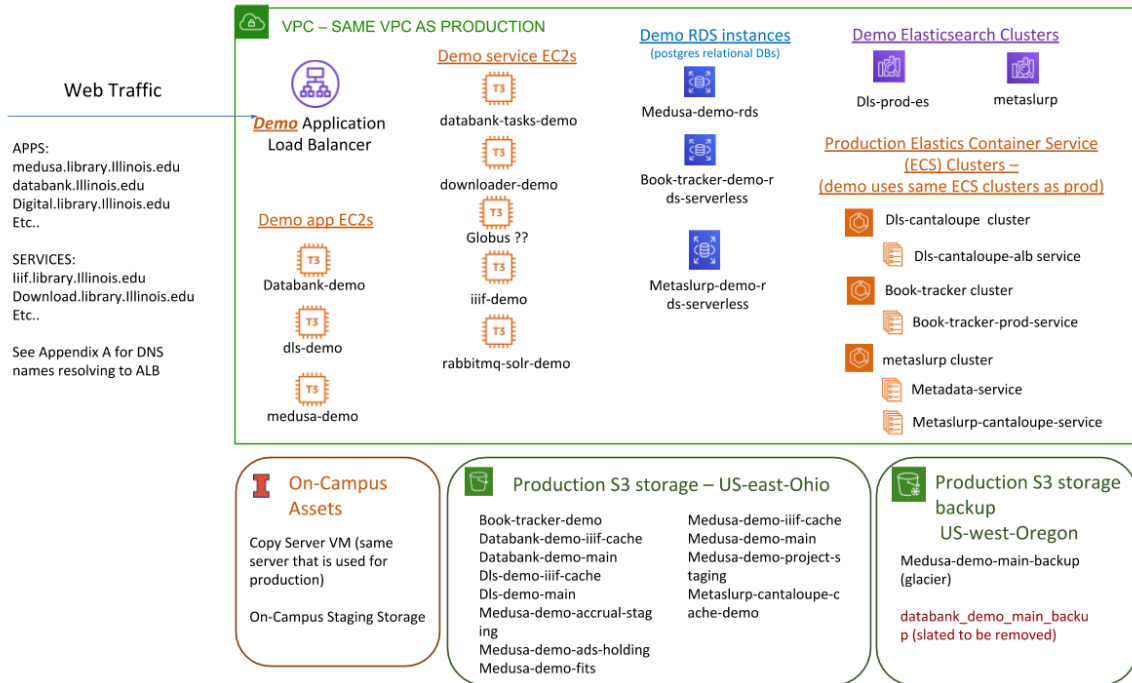 VPC – SAME VPC AS PRODUCTION
Web Traffic
APPS:
medusa.library.Illinois.edu
databank.Illinois.edu
Digital.library.Illinois.edu
Etc..
SERVICES:
Iiif.library.Illinois.edu
Download.library.Illinois.edu
Etc..
See Appendix A for DNS
names resolving to ALB
Demo Application
Load Balancer
Demo app EC2s
T3
Databank-demo
T3
dls-demo
T3
medusa-demo
Demo service EC2s
T3
databank-tasks-demo
T3
downloader-demo
T3
Globus ??
T3
iiif-demo
T3
rabbitmq-solr-demo
Demo RDS instances
(postgres relational DBs)
Medusa-demo-rds
Book-tracker-demo-r
ds-serverless
Metaslurp-demo-r
ds-serverless
Demo Elasticsearch Clusters
Dls-prod-es
metaslurp
Production Elastics Container Service
(ECS) Clusters –
(demo uses same ECS clusters as prod)
Dls-cantaloupe cluster
Dls-cantaloupe-alb service
Book-tracker cluster
Book-tracker-prod-service
metaslurp cluster
Metadata-service
Metaslurp-cantaloupe-service
On-Campus
Assets
Copy Server VM (same
server that is used for
production)
On-Campus Staging Storage
Production S3 storage – US-east-Ohio
Book-tracker-demo
Databank-demo-iiif-cache
Databank-demo-main
Dls-demo-iiif-cache
Dls-demo-main
Medusa-demo-accrual-stag
ing
Medusa-demo-ads-holding
Medusa-demo-fits
Medusa-demo-iiif-cache
Medusa-demo-main
Medusa-demo-project-s
taging
Metaslurp-cantaloupe-c
ache-demo
Production S3 storage
backup
US-west-Oregon
Medusa-demo-main-backup
(glacier)
databank_demo_main_backu
p (slated to be removed)